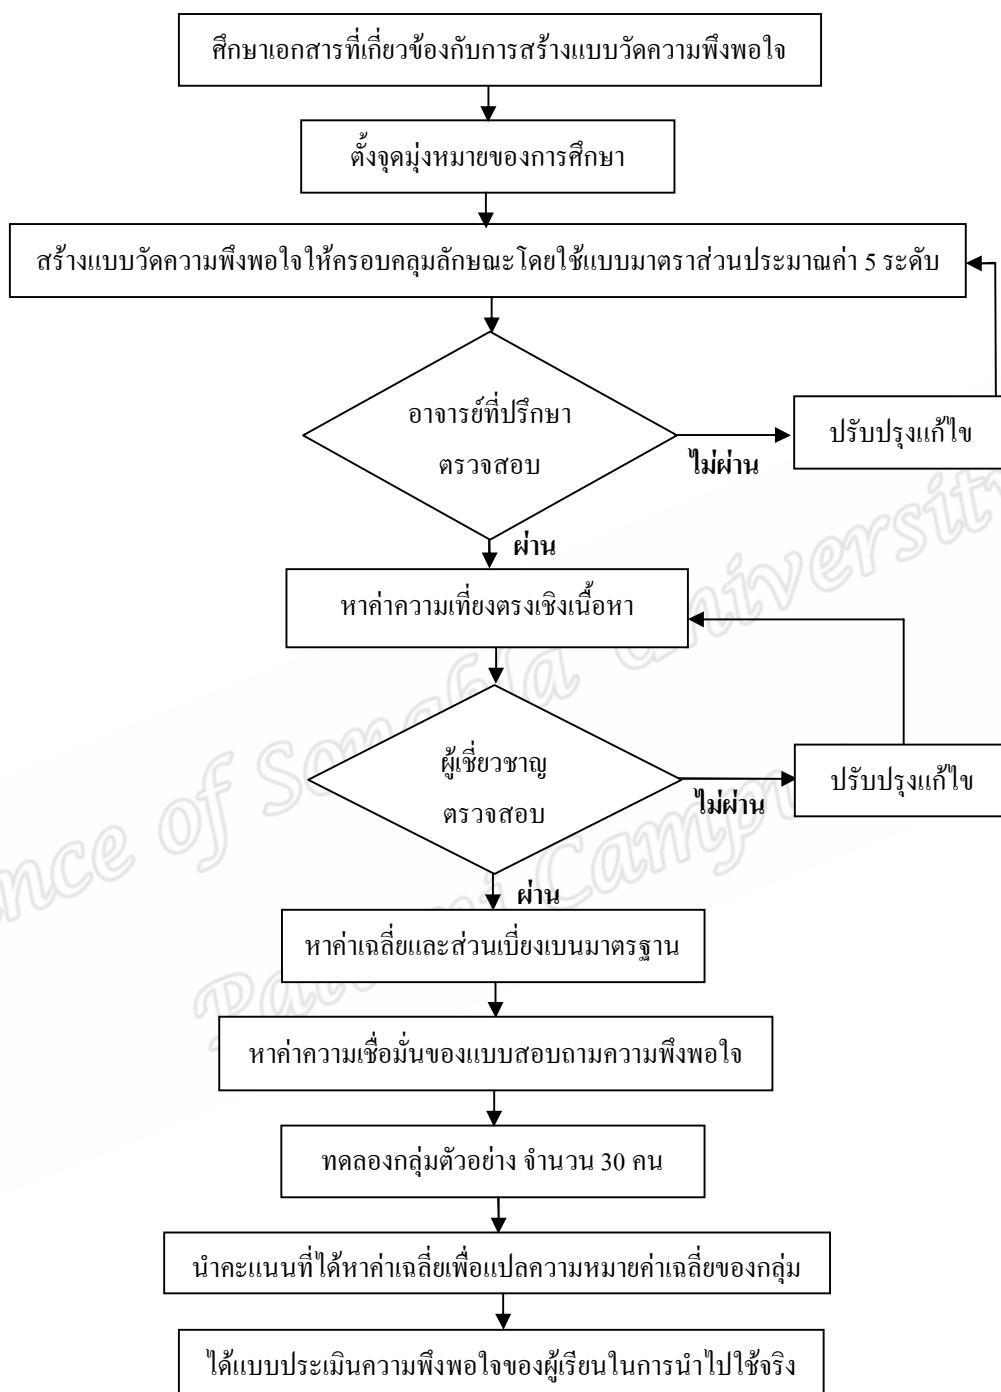 ศึกษาเอกสารที่เกี่ยวข้องกับการสร้างแบบวัดความพึงพอใจ
ตั้งจุดมุ่งหมายของการศึกษา
สร้างแบบวัดความพึงพอใจให้ครอบคลุมลักษณะโดยใช้แบบมาตราส่วนประมาณค่า 5 ระดับ
อาจารย์ที่ปรึกษา
ตรวจสอบ
ไม่ผ่าน
ปรับปรุงแก้ไข
ผ่าน
หาค่าความเที่ยงตรงเชิงเนื้อหา
ผู้เชี่ยวชาญ
ตรวจสอบ
ไม่ผ่าน
ปรับปรุงแก้ไข
ผ่าน
หาค่าเฉลี่ยและส่วนเบี่ยงเบนมาตรฐาน
หาค่าความเชื่อมั่นของแบบสอบถามความพึงพอใจ
ทดลองกลุ่มตัวอย่าง จำนวน 30 คน
นำคะแนนที่ได้หาค่าเฉลี่ยเพื่อแปลความหมายค่าเฉลี่ยของกลุ่ม
ได้แบบประเมินความพึงพอใจของผู้เรียนในการนำไปใช้จริง
of University